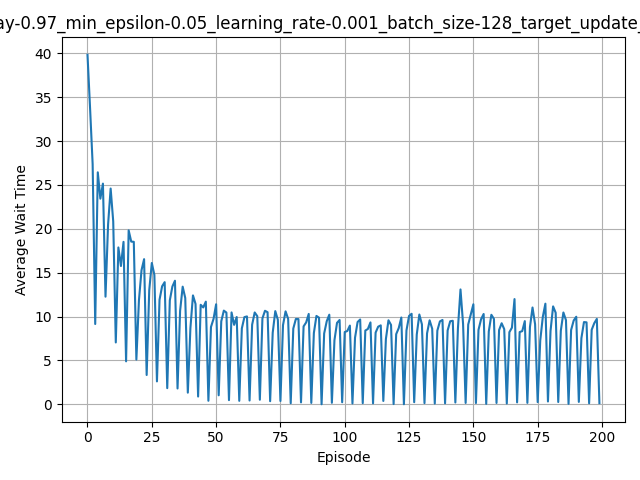 ay-0.97_min_epsilon-0.05_learning_rate-0.001_batch_size-128_target_update_
40
35
30
25
20
15
10
5
0
Average Wait Time
0 25 50 75 100 125 150 175 200
Episode